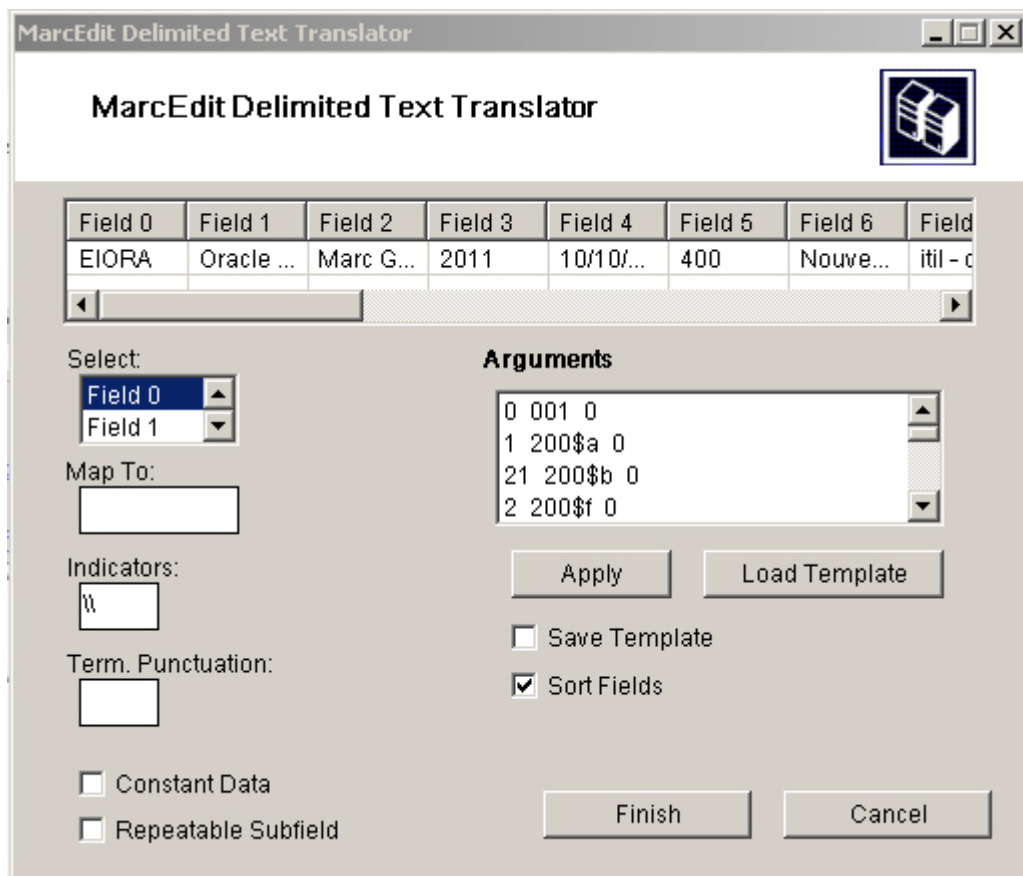 MarcEdit Delimited Text Translator
MarcEdit Delimited Text Translator
Field 0 Field 1 Field 2 Field 3 Field 4 Field 5 Field 6 Field
EIORA Oracle ... Marc G... 2011 10/10/... 400 Nouve... itil - c
Select:
Field 0
Field 1
Map To:
Indicators:
\\
Term. Punctuation:
Constant Data
Repeatable Subfield
Arguments
0 001 0
1 200$a 0
21 200$b 0
2 200$f 0
Apply Load Template
Save Template
Sort Fields
Finish Cancel